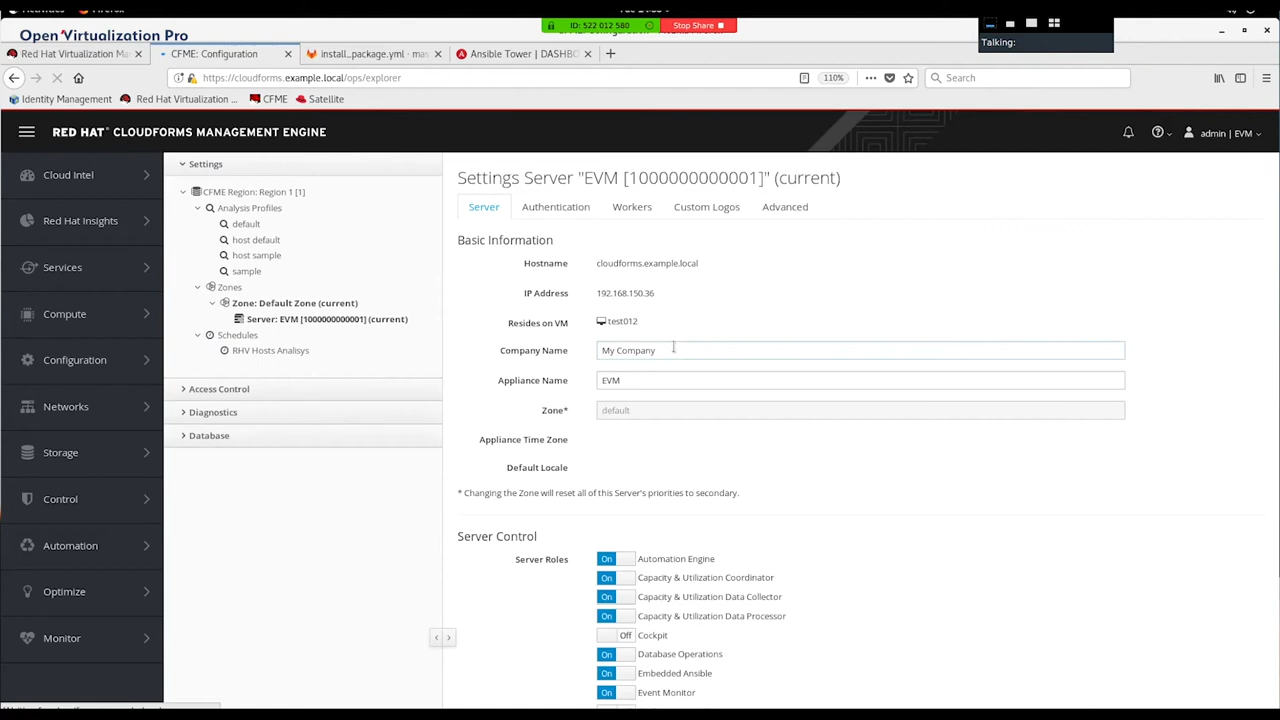 ID: 522 012 580
Stop Share
Talking:
Open Virtualization Pro
Red Hat Virtualization Ma
CFME: Configuration
install_package.yml · mas
Ansible Tower | DASHBO
https://cloudforms.example.local/ops/explorer
110%
Search
Identity Management
Red Hat Virtualization ...
CFME
Satellite
RED HAT® CLOUDFORMS MANAGEMENT ENGINE
admin | EVM
Cloud Intel
Red Hat Insights
Services
Compute
Configuration
Networks
Storage
Control
Automation
Optimize
Monitor
Settings
CFME Region: Region 1 [1]
Analysis Profiles
default
host default
host sample
sample
Zones
Zone: Default Zone (current)
Server: EVM [1000000000001] (current)
Schedules
RHV Hosts Analisys
Access Control
Diagnostics
Database
Settings Server "EVM [1000000000001]" (current)
Server Authentication Workers Custom Logos Advanced
Basic Information
Hostname cloudforms.example.local
IP Address 192.168.150.36
Resides on VM test012
Company Name My Company
Appliance Name EVM
Zone* default
Appliance Time Zone
Default Locale
* Changing the Zone will reset all of this Server's priorities to secondary.
Server Control
Server Roles On Automation Engine
On Capacity & Utilization Coordinator
On Capacity & Utilization Data Collector
On Capacity & Utilization Data Processor
Off Cockpit
On Database Operations
On Embedded Ansible
On Event Monitor